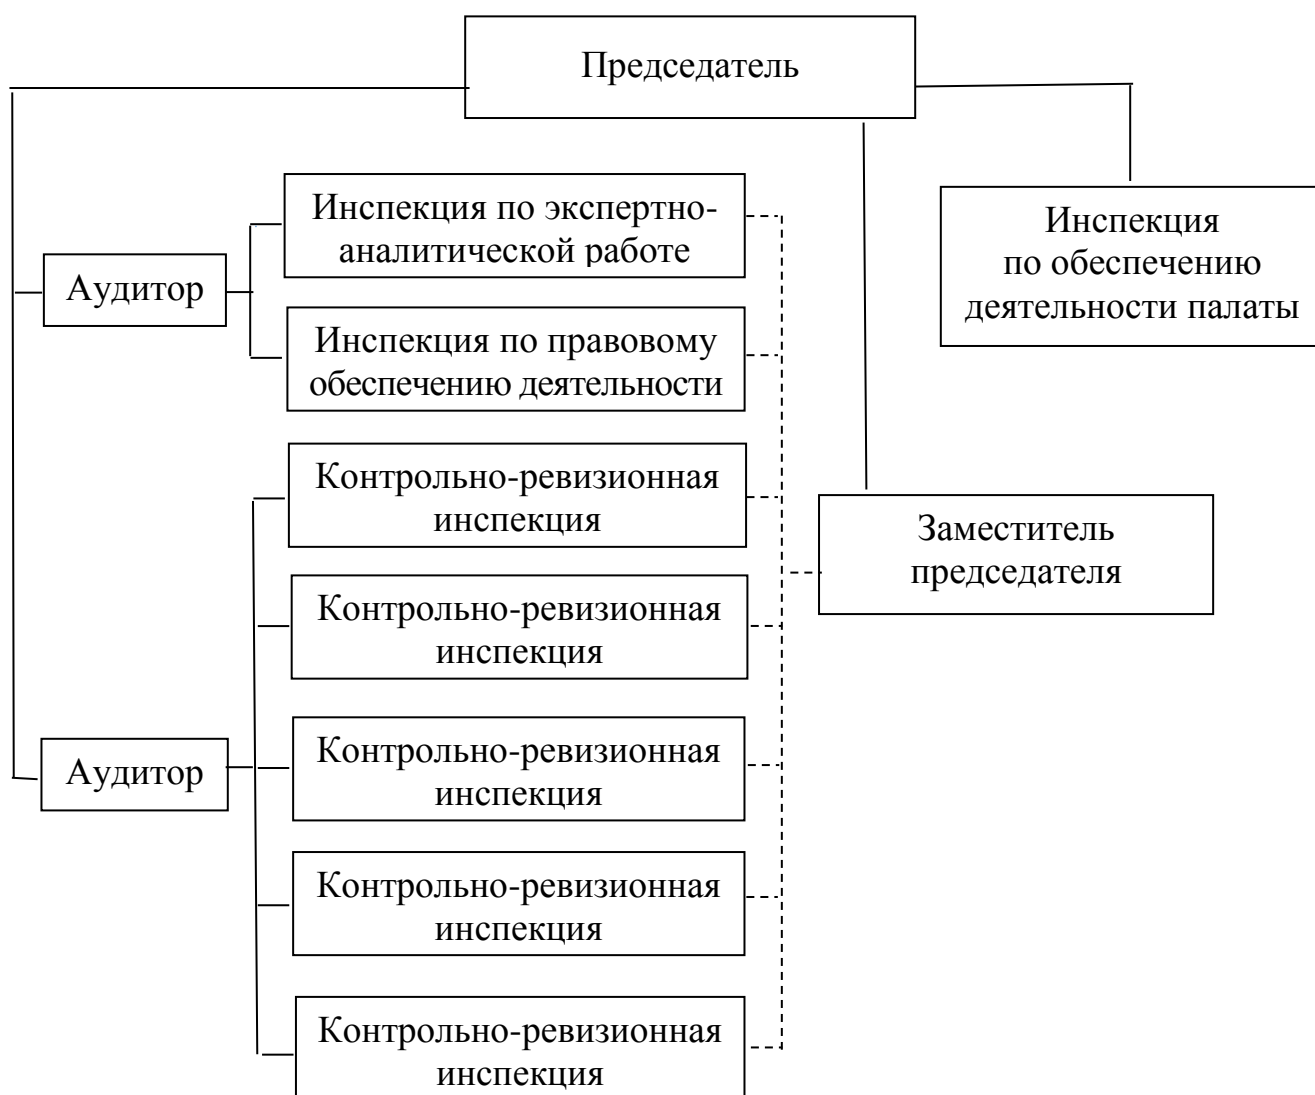 Председатель
Инспекция по экспертно-
аналитической работе
Инспекция
по обеспечению
деятельности палаты
Аудитор
Инспекция по правовому
обеспечению деятельности
Контрольно-ревизионная
инспекция
Заместитель
председателя
Контрольно-ревизионная
инспекция
Аудитор
Контрольно-ревизионная
инспекция
Контрольно-ревизионная
инспекция
Контрольно-ревизионная
инспекция